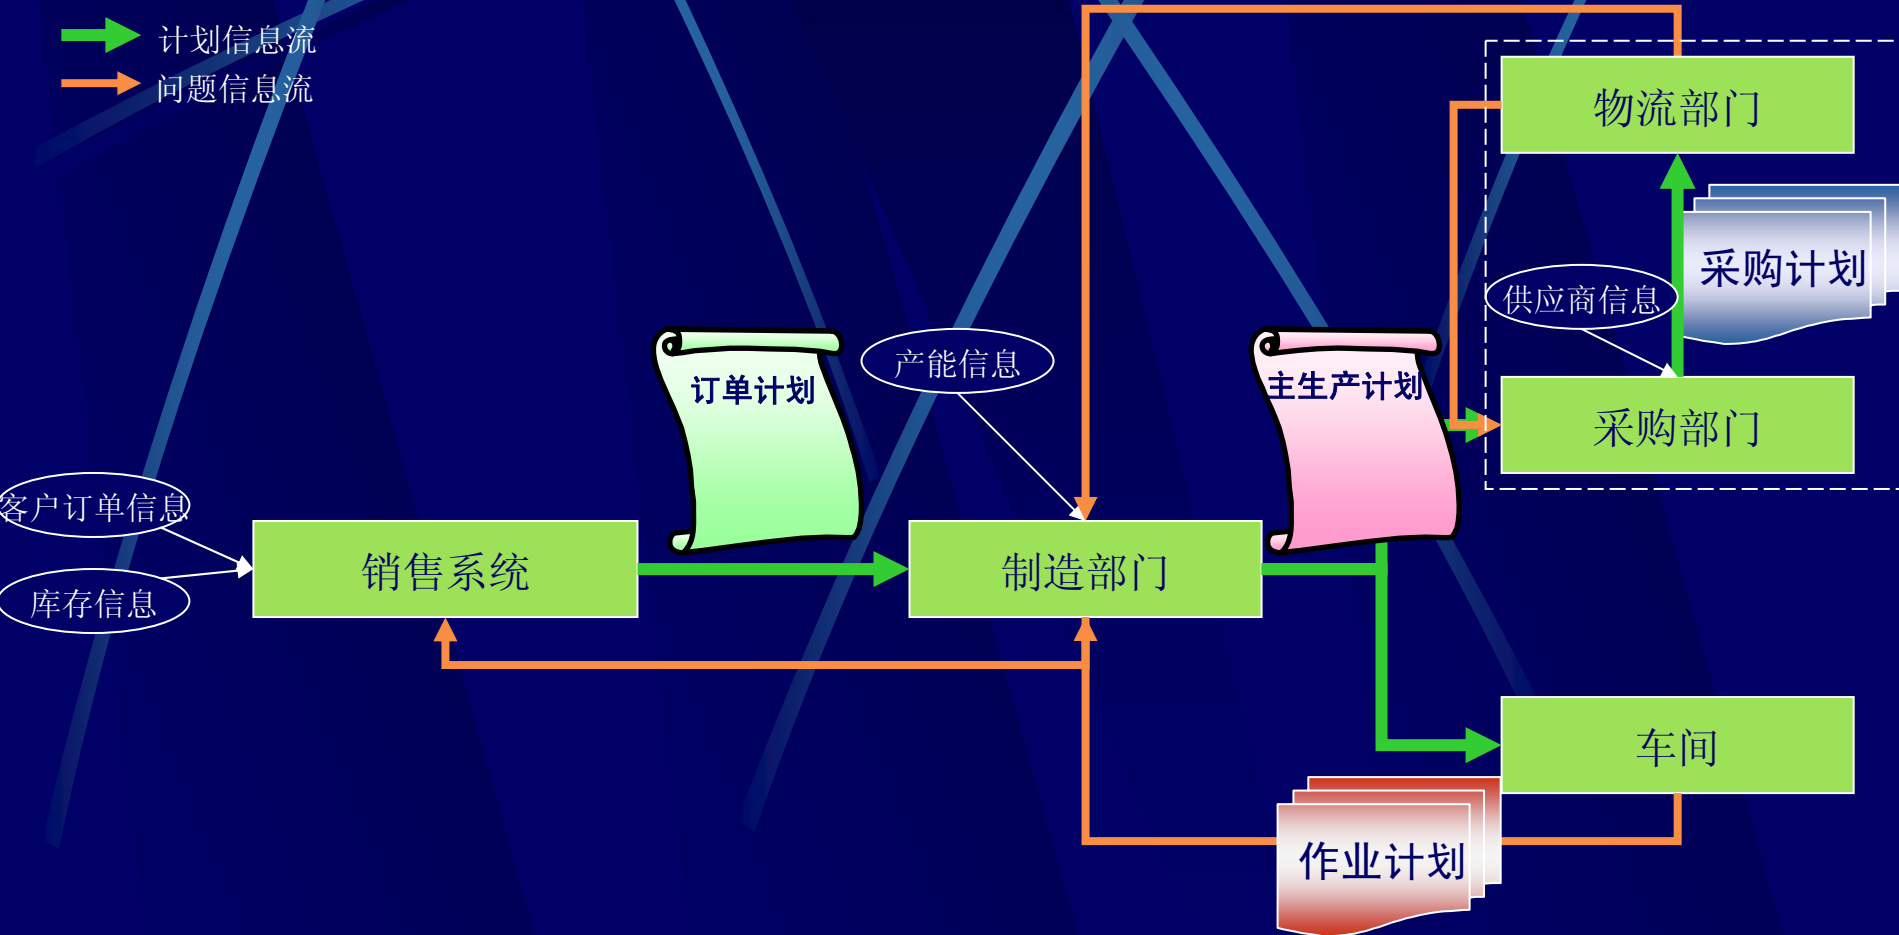 计划信息流
问题信息流
物流部门
采购计划
供应商信息
产能信息
订单计划
主生产计划
采购部门
客户订单信息
销售系统
制造部门
库存信息
车间
作业计划